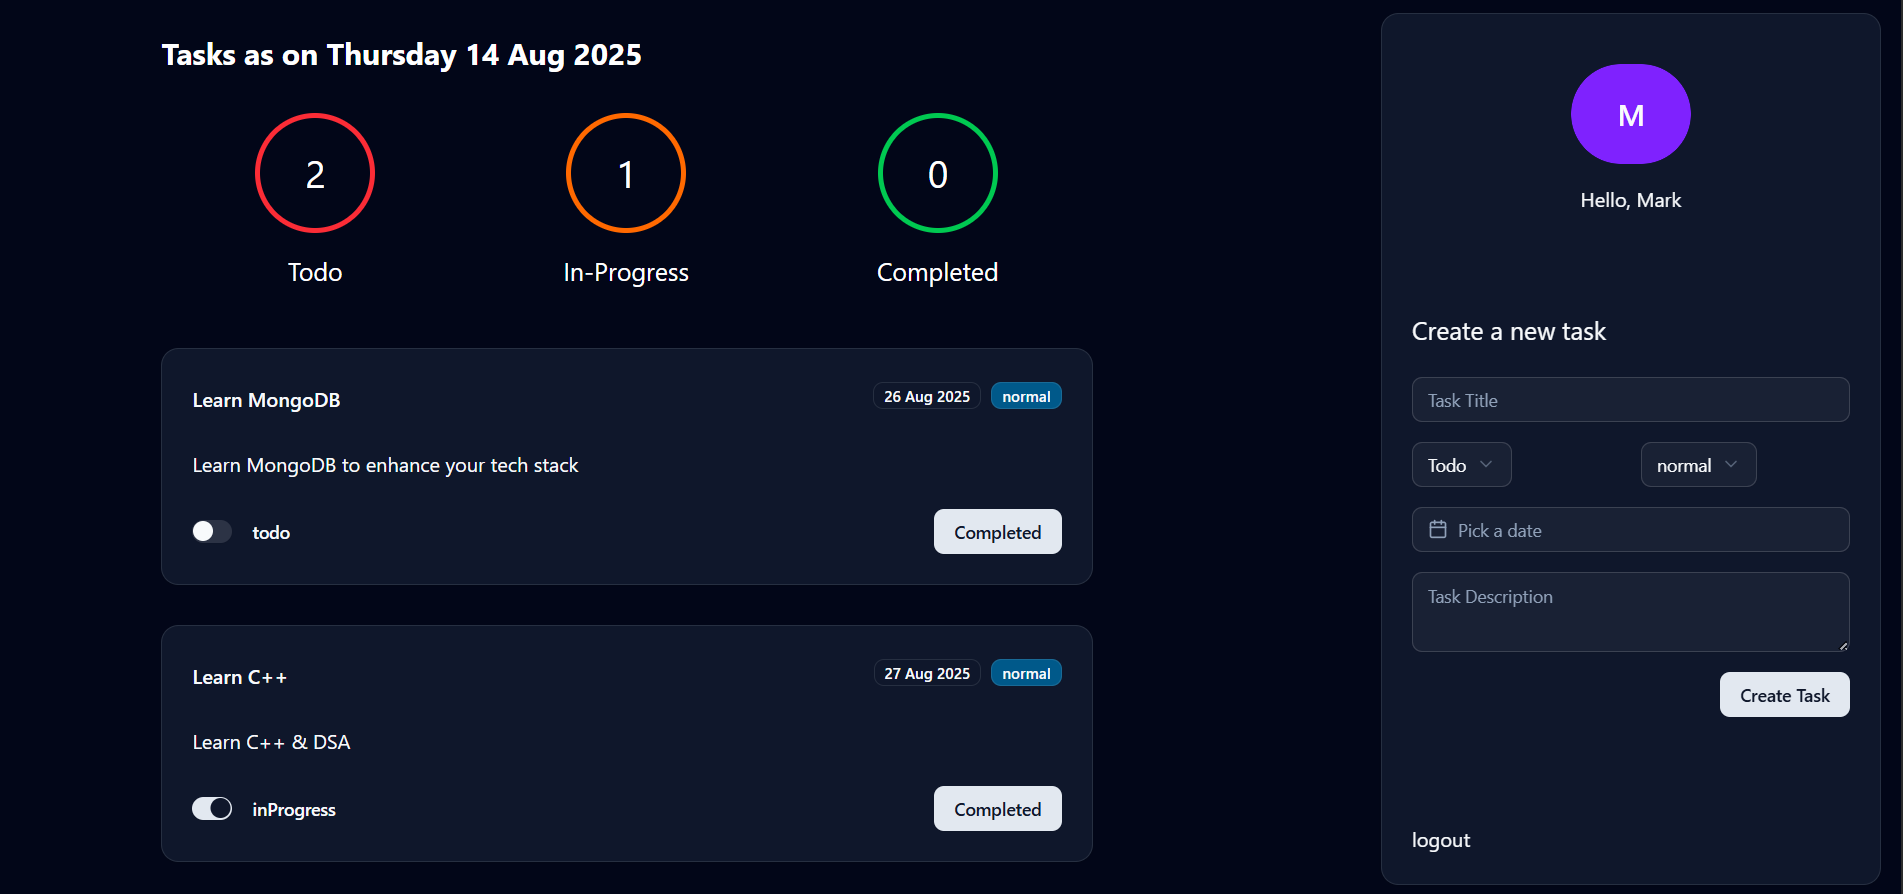 Tasks as on Thursday 14 Aug 2025
2
1
0
Todo
In-Progress
Completed
Learn MongoDB
26 Aug 2025
normal
Learn MongoDB to enhance your tech stack
todo
Completed
Learn C++
27 Aug 2025
normal
Learn C++ & DSA
inProgress
Completed
M
Hello, Mark
Create a new task
Task Title
Todo
normal
Pick a date
Task Description
Create Task
logout